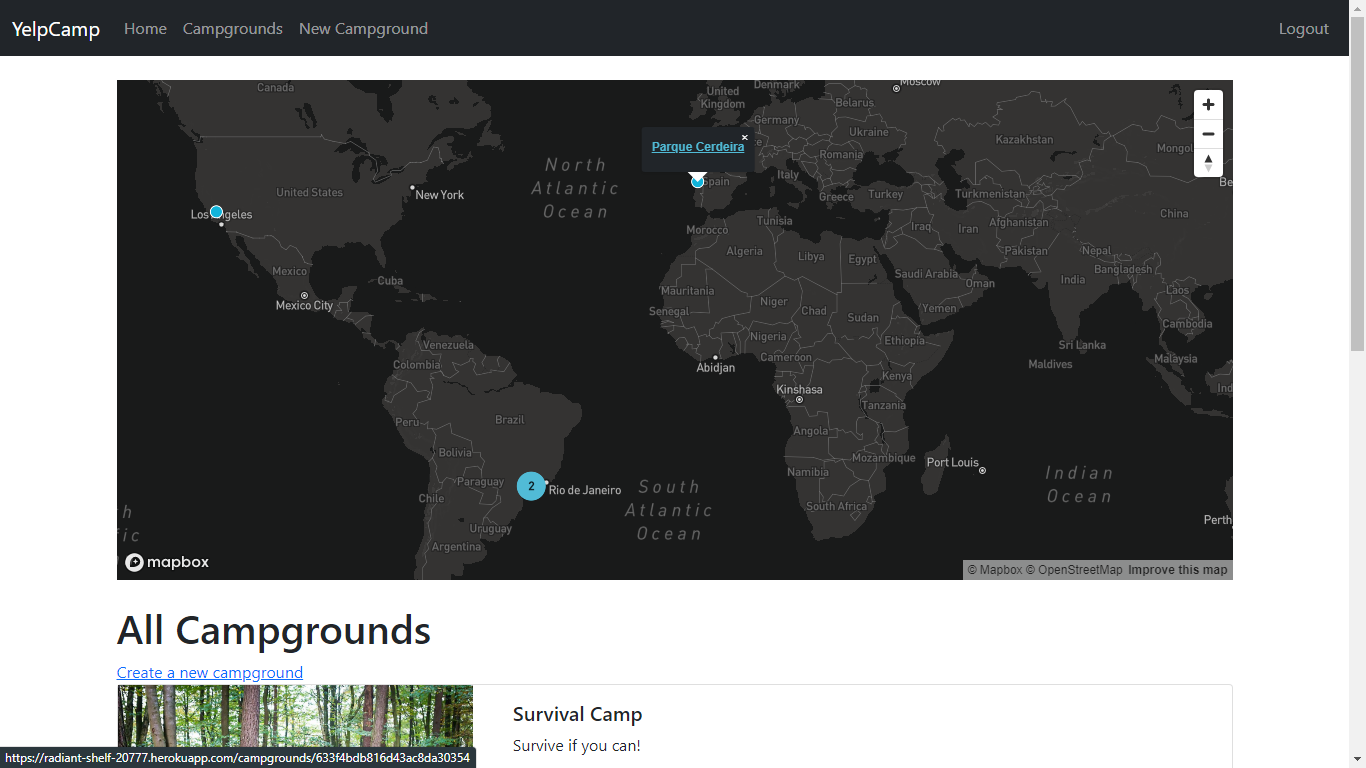 YelpCamp Home Campgrounds New Campground Logout
Canada
United Kingdom
Denmark
Moscow
Belarus
Germany
Ukraine
Kazakhstan
Romania
Parque Cerdeira
×
Spain
Italy
Greece
Turkey
Turkmenistan
North Atlantic Ocean
United States
New York
Los Angeles
China
Tunisia
Morocco
Algeria
Libya
Egypt
Iraq
Iran
Afghanistan
Pakistan
Nepal
Bangladesh
India
Saudi Arabia
Oman
Yemen
Mexico
Mexico City
Cuba
Mauritania
Senegal
Niger
Chad
Sudan
Nigeria
Cameroon
Ethiopia
Laos
Cambodia
Sri Lanka
Maldives
Malaysia
Venezuela
Colombia
Abidjan
Kinshasa
Kenya
Tanzania
Peru
Brazil
Bolivia
Paraguay
Chile
Angola
Namibia
Mozambique
South Africa
Port Louis
Indian Ocean
2
Rio de Janeiro
South Atlantic Ocean
Uruguay
Argentina
Perth
mapbox
© Mapbox © OpenStreetMap Improve this map
All Campgrounds
Create a new campground
Survival Camp
Survive if you can!
https://radiant-shelf-20777.herokuapp.com/campgrounds/633f4bdb816d43ac8da30354